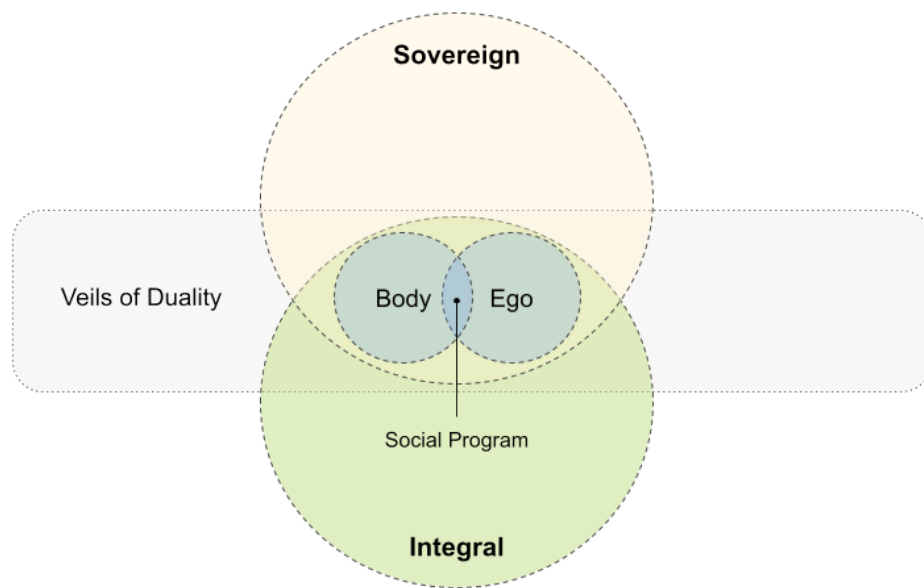 Sovereign
Veils of Duality
Body
Ego
Social Program
Integral